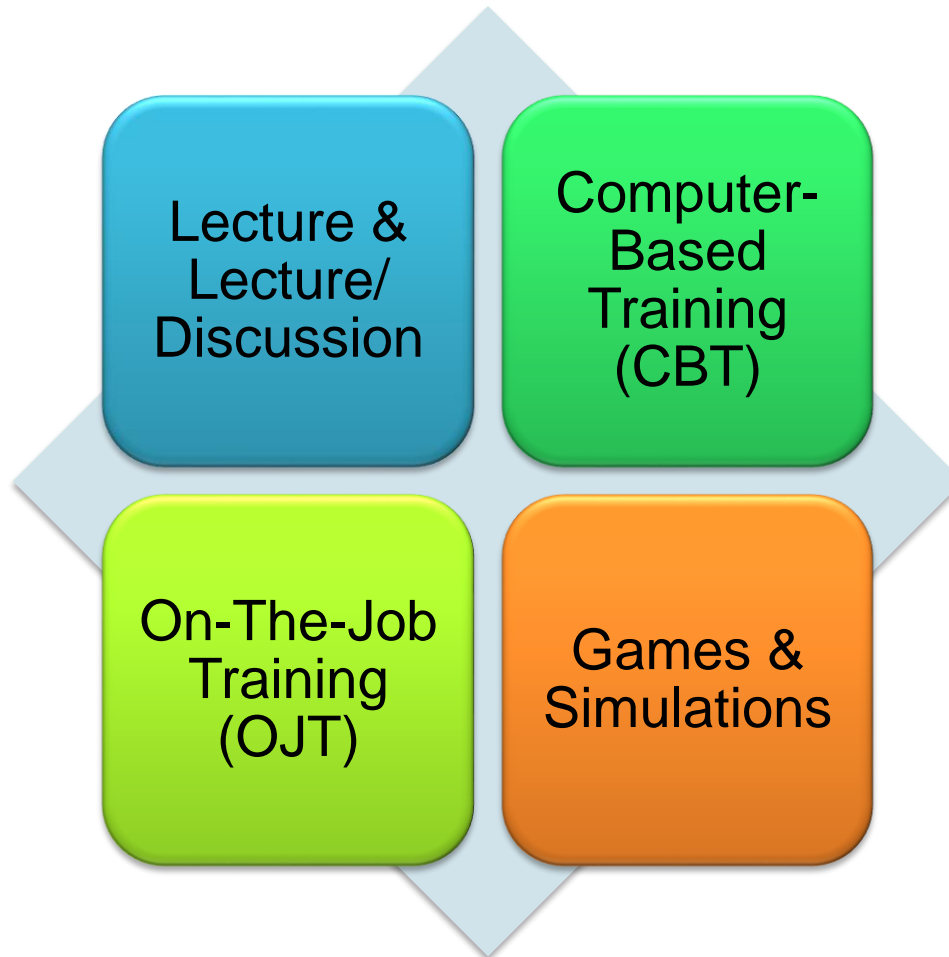 Lecture &
Lecture/
Discussion
Computer-
Based
Training
(CBT)
On-The-Job
Training
(OJT)
Games &
Simulations